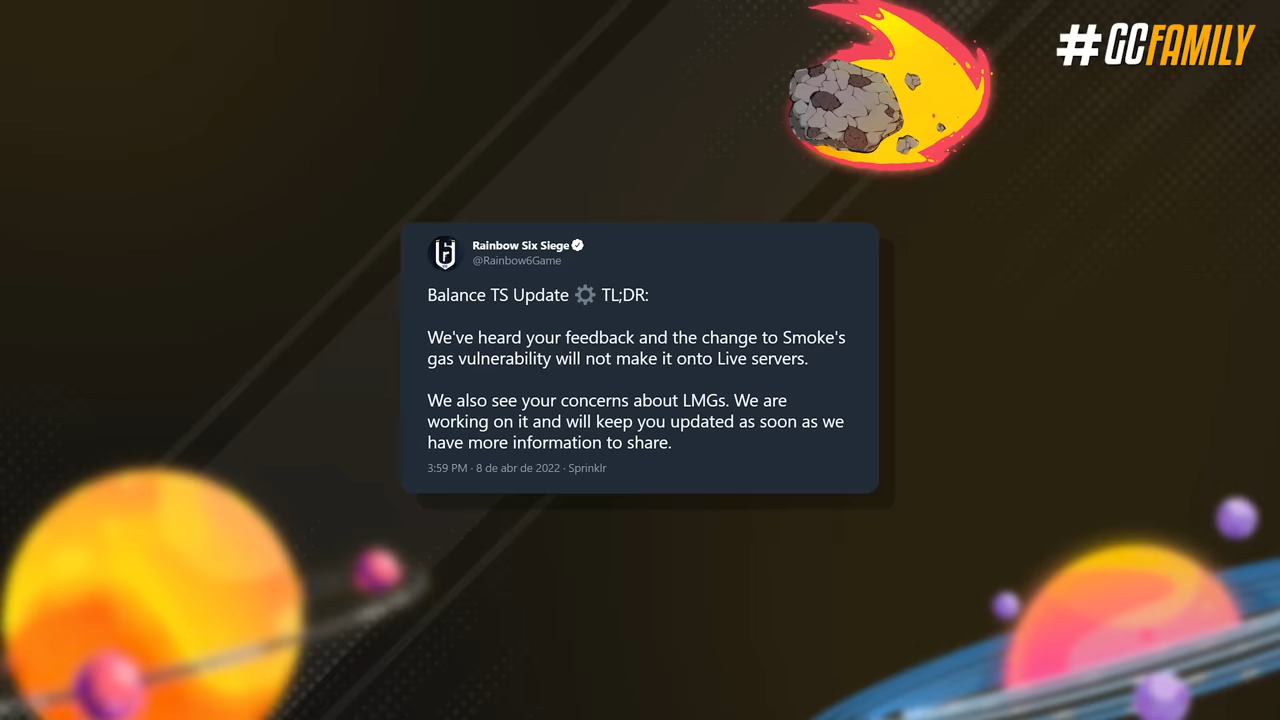 #GCFAMILY
Rainbow Six Siege
@Rainbow6Game
Balance TS Update ⚙ TL;DR:
We've heard your feedback and the change to Smoke's
gas vulnerability will not make it onto Live servers.
We also see your concerns about LMGs. We are
working on it and will keep you updated as soon as we
have more information to share.
3:59 PM · 8 de abr de 2022 · Sprinklr